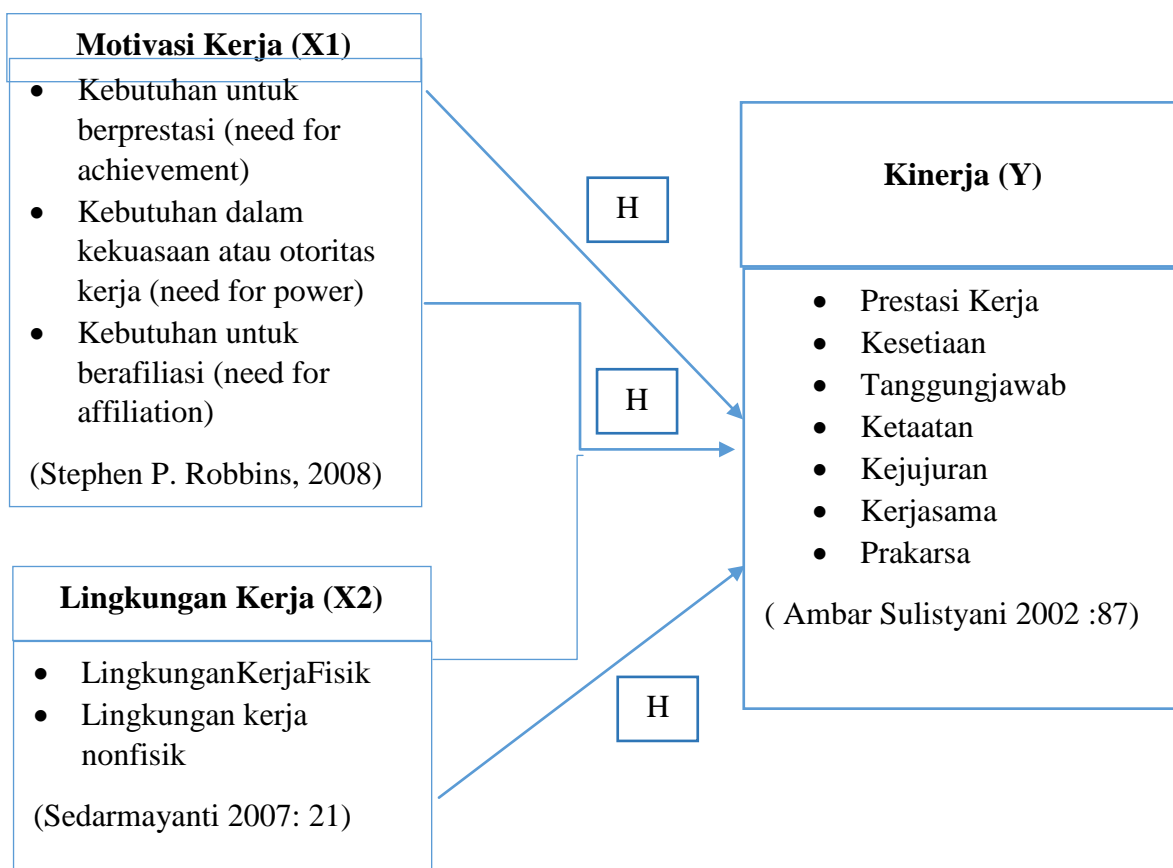 Motivasi Kerja (X1)
• Kebutuhan untuk
berprestasi (need for
achievement)
• Kebutuhan dalam
kekuasaan atau otoritas
kerja (need for power)
• Kebutuhan untuk
berafiliasi (need for
affiliation)
(Stephen P. Robbins, 2008)
Lingkungan Kerja (X2)
• LingkunganKerjaFisik
• Lingkungan kerja
nonfisik
(Sedarmayanti 2007: 21)
H
H
H
Kinerja (Y)
• Prestasi Kerja
• Kesetiaan
• Tanggungjawab
• Ketaatan
• Kejujuran
• Kerjasama
• Prakarsa
( Ambar Sulistyani 2002 :87)